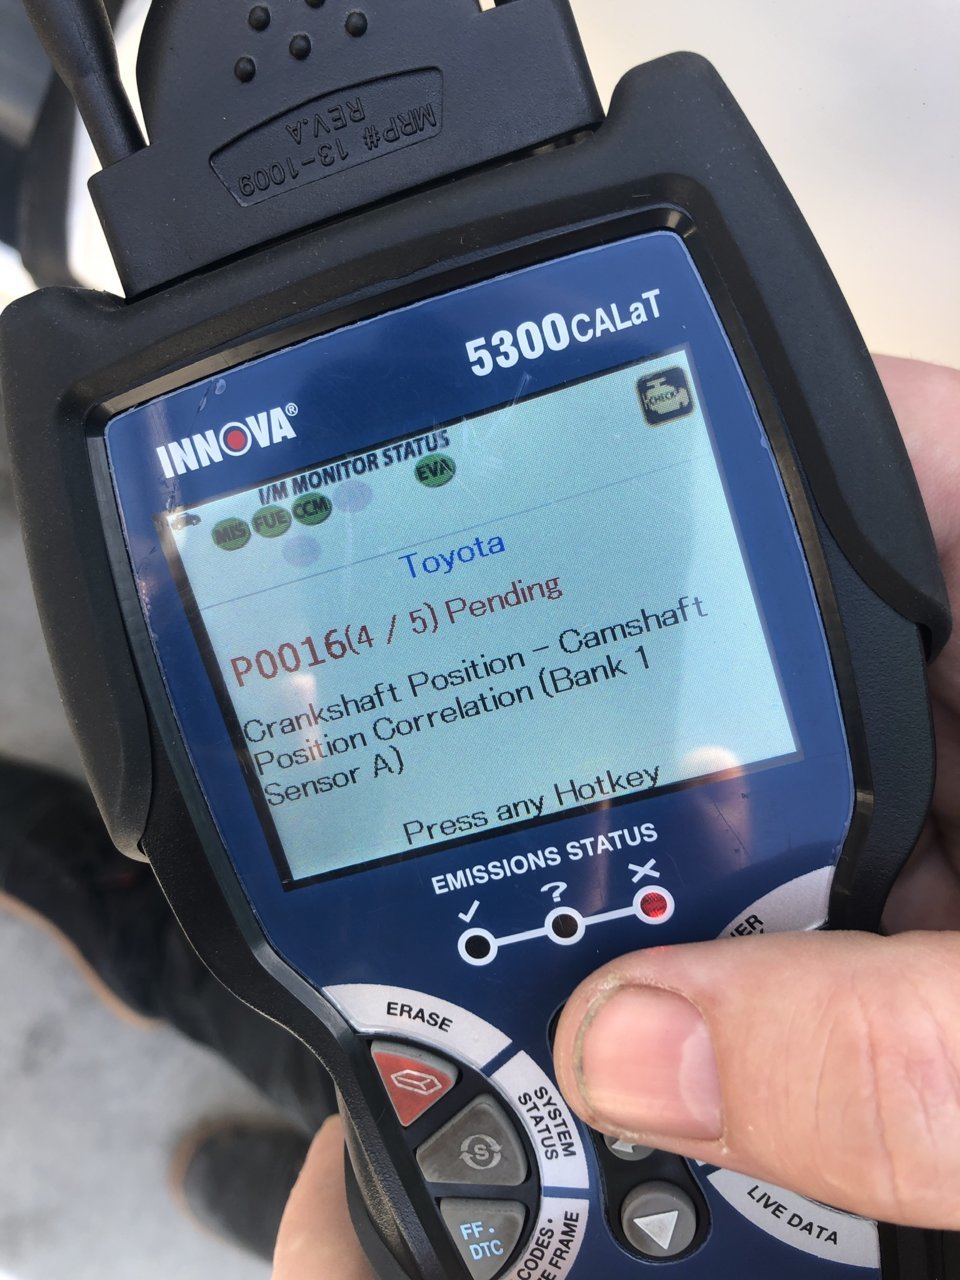 MRP# 13-1009
REV.A
5300CALaT
INNOVA®
CHECK
I/M MONITOR STATUS
MIS FUE CCM EVA
Toyota
P0016(4 / 5) Pending
Crankshaft Position - Camshaft
Position Correlation (Bank 1
Sensor A)
Press any Hotkey
EMISSIONS STATUS
✓ ? X
ERASE
SYSTEM
STATUS
FF•
DTC
LIVE DATA